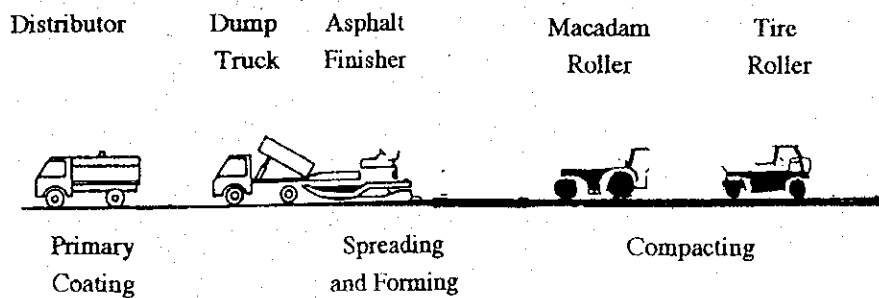 Distributor
Dump
Truck
Asphalt
Finisher
Macadam
Roller
Tire
Roller
Primary
Coating
Spreading
and Forming
Compacting